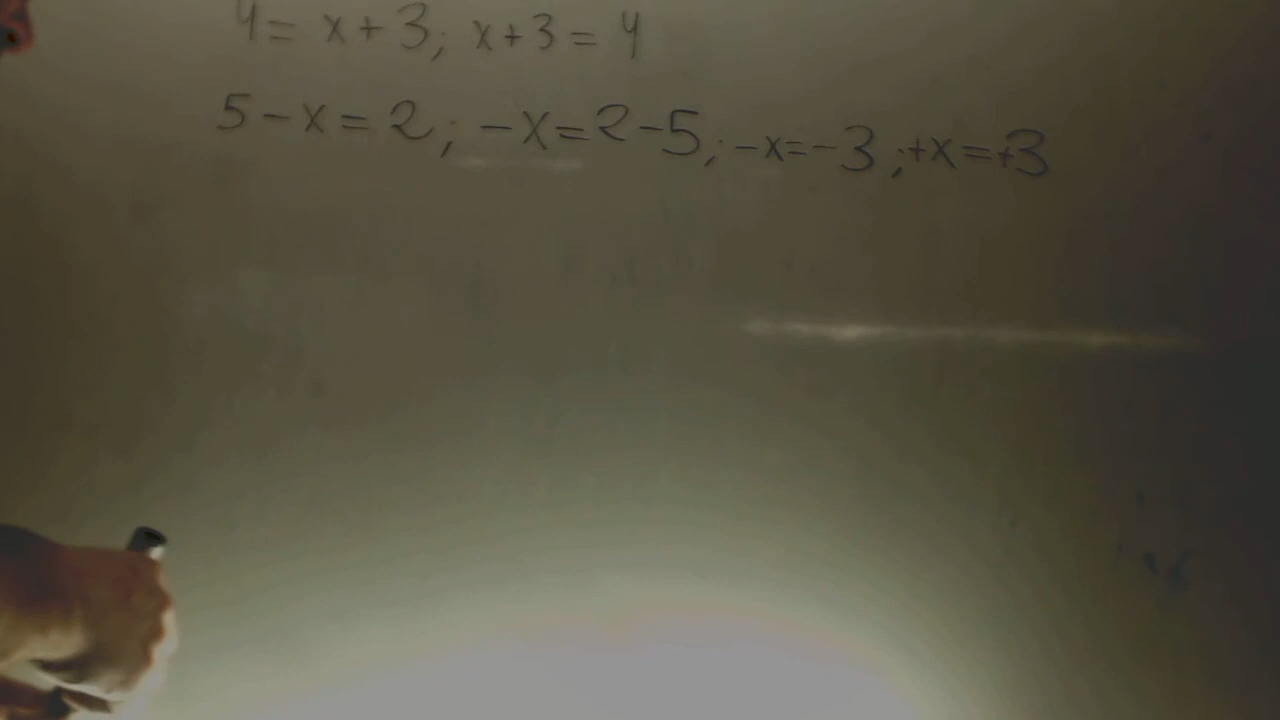 4 = x + 3; x + 3 = 4
5 - x = 2; -x = 2 - 5; -x = -3; +x = +3